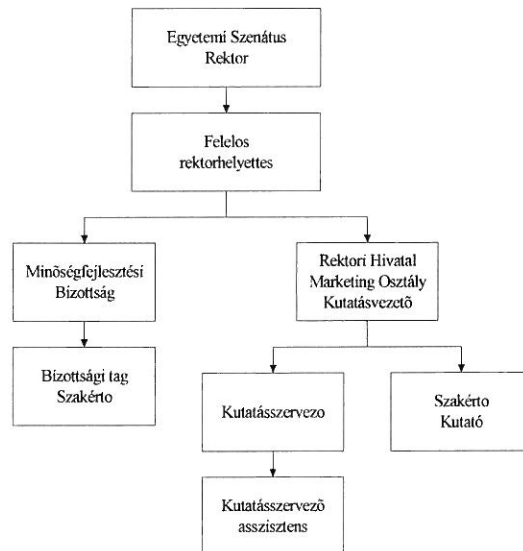 Egyetemi Szenátus
Rektor
Felelos
rektorhelyettes
Minõségfejlesztési
Bizottság
Rektori Hivatal
Marketing Osztály
Kutatásvezetõ
Bizottsági tag
Szakérto
Kutatásszervezo
Szakérto
Kutató
Kutatásszervezõ
asszisztens